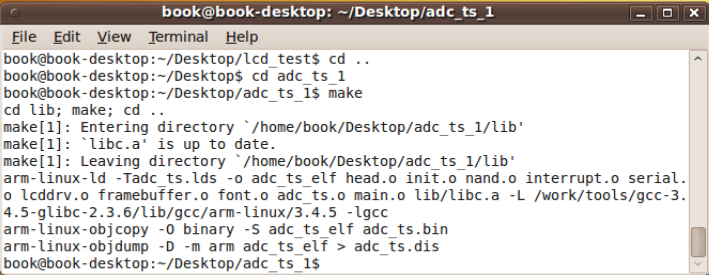 book@book-desktop: ~/Desktop/adc_ts_1
File Edit View Terminal Help
book@book-desktop:~/Desktop/lcd_test$ cd ..
book@book-desktop:~/Desktop$ cd adc_ts_1
book@book-desktop:~/Desktop/adc_ts_1$ make
cd lib; make; cd ..
make[1]: Entering directory `/home/book/Desktop/adc_ts_1/lib'
make[1]: `libc.a' is up to date.
make[1]: Leaving directory `/home/book/Desktop/adc_ts_1/lib'
arm-linux-ld -Tadc_ts.lds -o adc_ts_elf head.o init.o nand.o interrupt.o serial.
o lcddrv.o framebuffer.o font.o adc_ts.o main.o lib/libc.a -L /work/tools/gcc-3.
4.5-glibc-2.3.6/lib/gcc/arm-linux/3.4.5 -lgcc
arm-linux-objcopy -O binary -S adc_ts_elf adc_ts.bin
arm-linux-objdump -D -m arm adc_ts_elf > adc_ts.dis
book@book-desktop:~/Desktop/adc_ts_1$